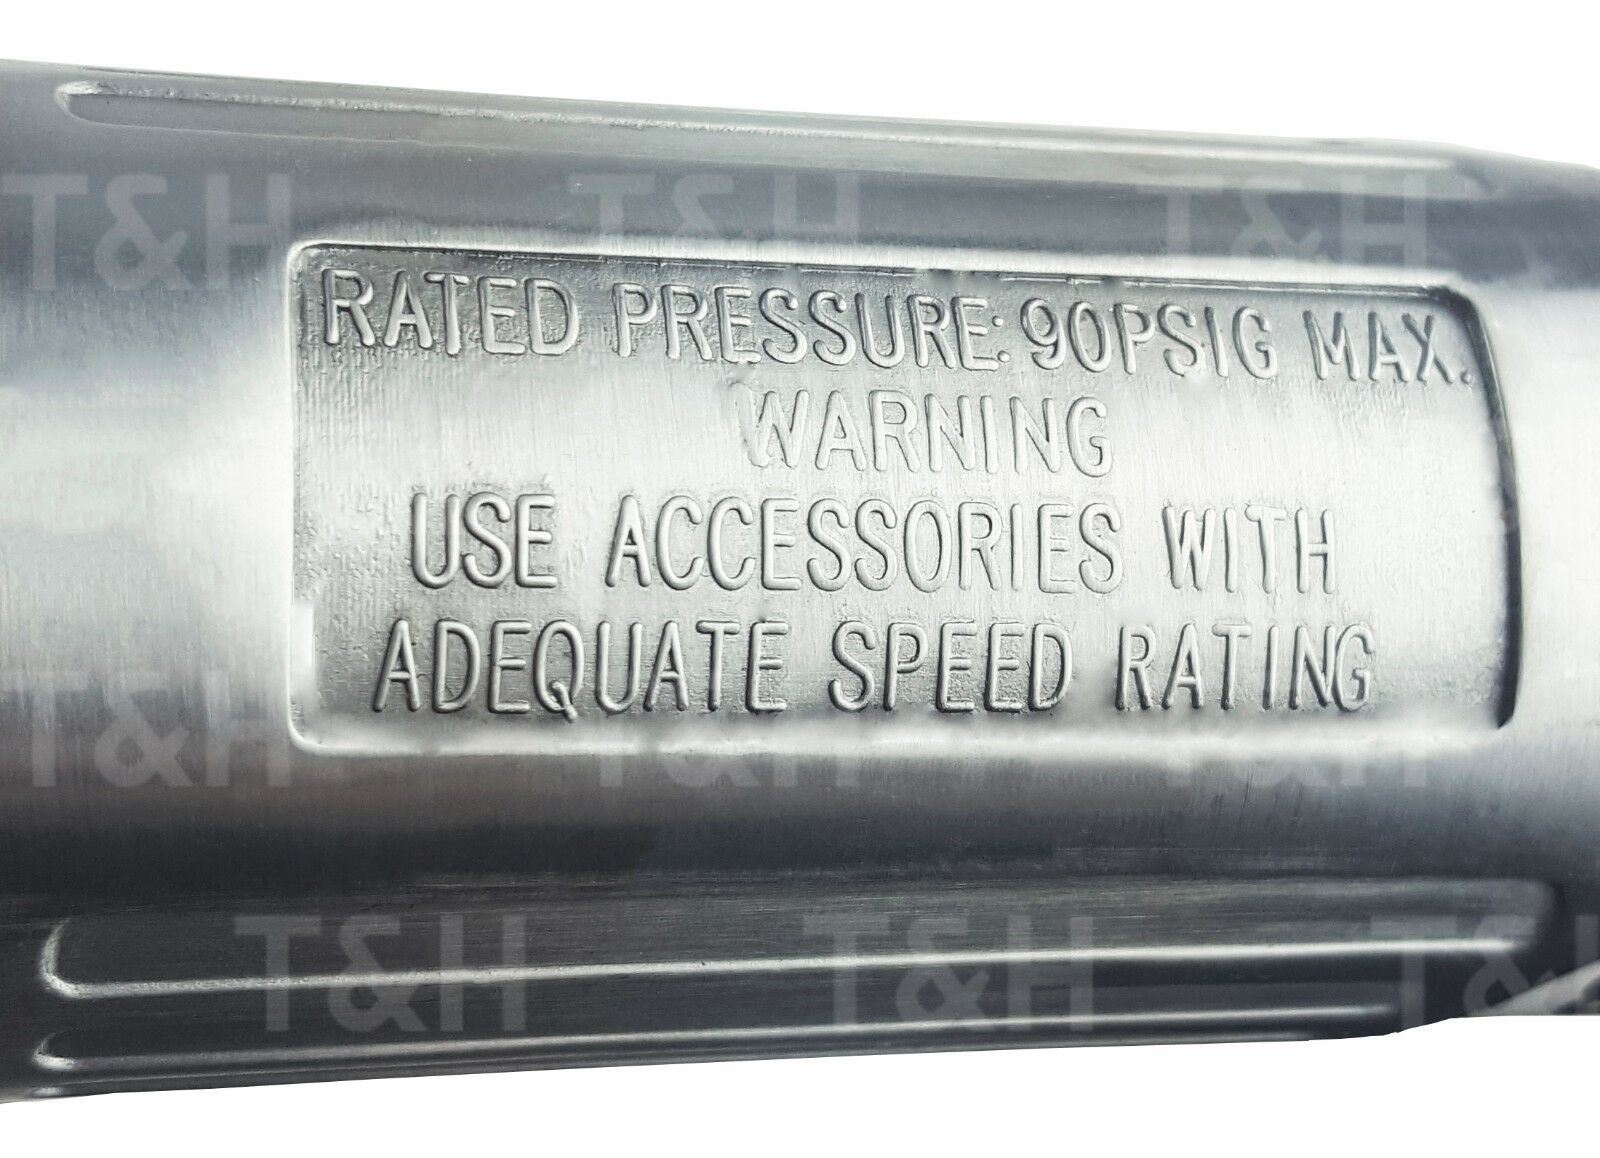 T&H T&H T&H
RATED PRESSURE: 90PSIG MAX.
WARNING
USE ACCESSORIES WITH
ADEQUATE SPEED RATING
T&H T&H T&H
T&H T&H T&H